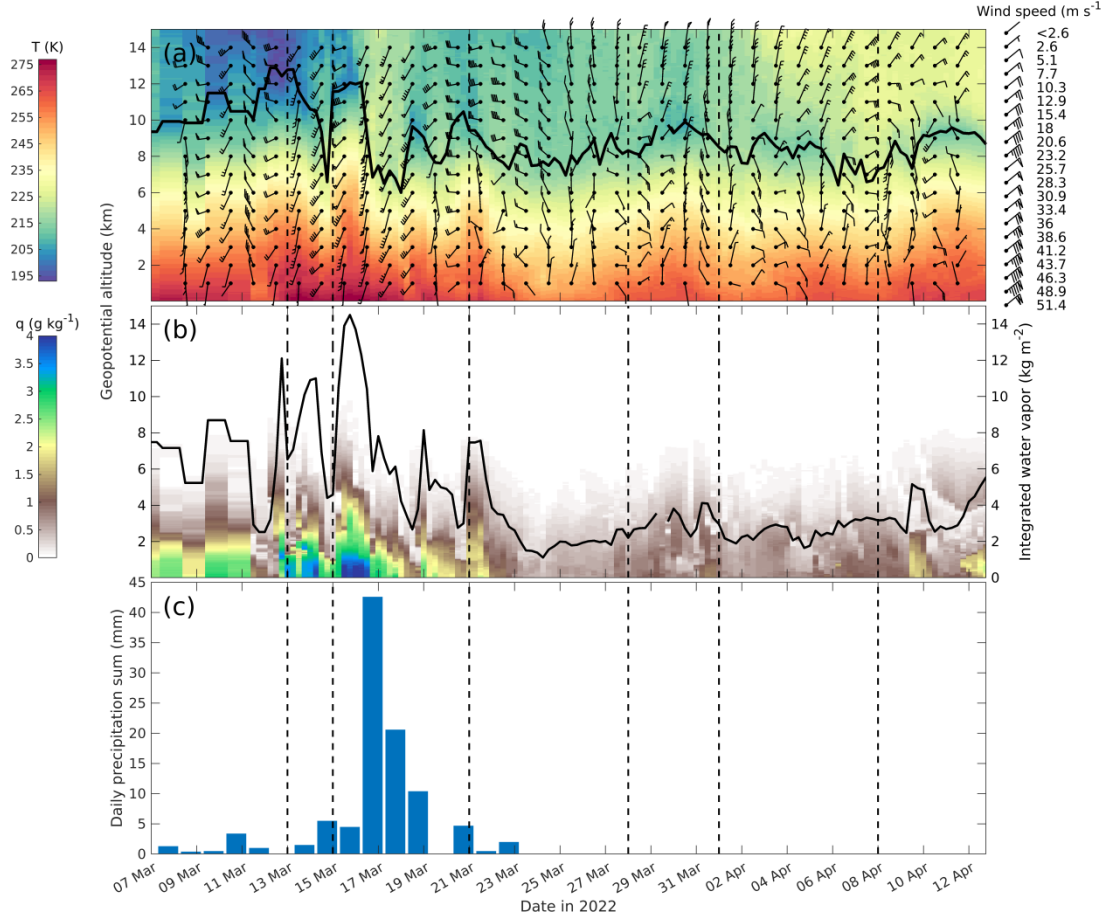 Wind speed (m s-1
<2.6
2.6
5.1
7.7
10.3
12.9
15.4
18
20.6
23.2
25.7
28.3
30.9
33.4
36
38.6
41.2
43.7
46.3
48.9
51.4
T (K)
275
265
255
245
235
225
215
205
195
(a)
14
12
10
8
6
4
2
Geopotential altitude (km)
q (g kg-1)
4
3.5
3
2.5
2
1.5
1
0.5
0
(b)
14
12
10
8
6
4
2
14
12
10
8
6
4
2
0
Integrated water vapor (kg m-2)
(c)
45
40
35
30
25
20
15
10
5
0
Daily precipitation sum (mm)
07 Mar
09 Mar
11 Mar
13 Mar
15 Mar
17 Mar
19 Mar
21 Mar
23 Mar
25 Mar
27 Mar
29 Mar
31 Mar
02 Apr
04 Apr
06 Apr
08 Apr
10 Apr
12 Apr
Date in 2022